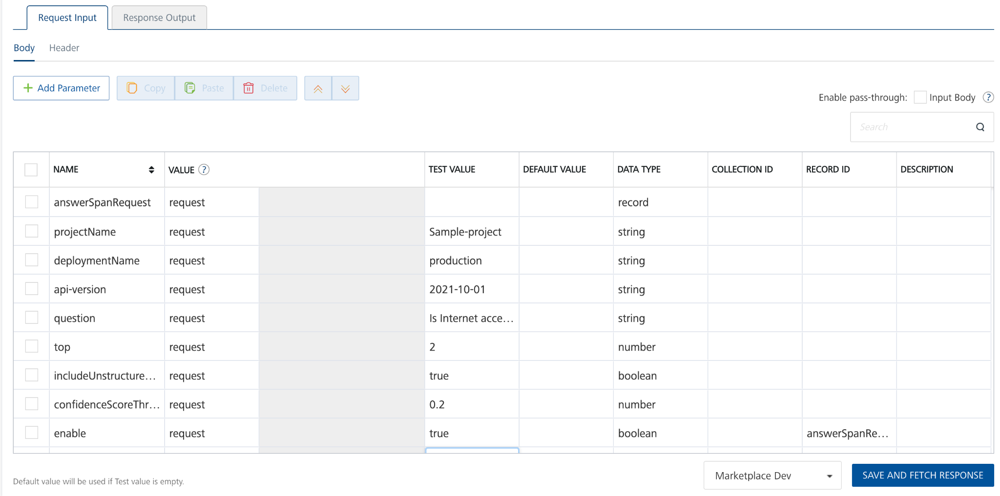 Request Input Response Output
Body Header
Add Parameter Copy Paste Delete
Enable pass-through: Input Body ?
Search
NAME VALUE ? TEST VALUE DEFAULT VALUE DATA TYPE COLLECTION ID RECORD ID DESCRIPTION
answerSpanRequest request record
projectName request Sample-project string
deploymentName request production string
api-version request 2021-10-01 string
question request Is Internet acce... string
top request 2 number
includeUnstructure... request true boolean
confidenceScoreThr... request 0.2 number
enable request true boolean answerSpanRe...
Marketplace Dev SAVE AND FETCH RESPONSE
Default value will be used if Test value is empty.